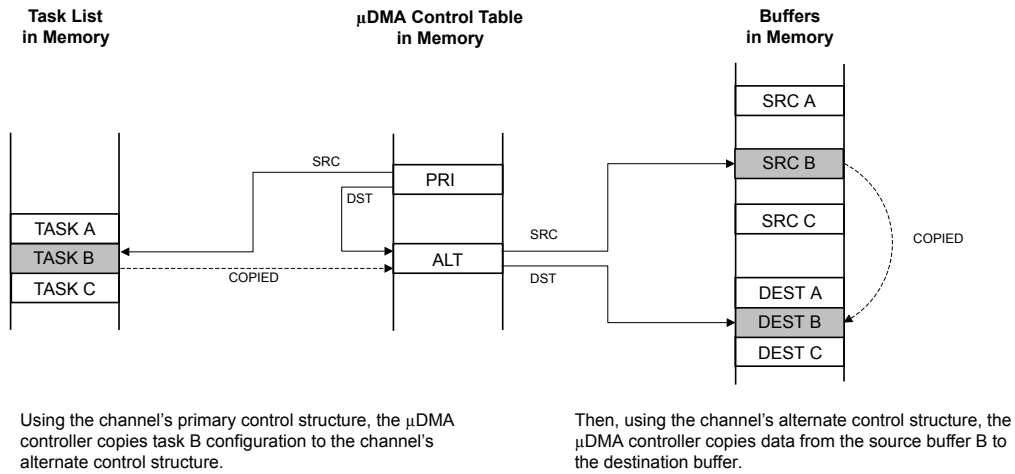 Task List
in Memory
μDMA Control Table
in Memory
Buffers
in Memory
SRC A
SRC B
SRC C
DEST A
DEST B
DEST C
TASK A
TASK B
TASK C
PRI
ALT
SRC
DST
COPIED
SRC
DST
COPIED
Using the channel's primary control structure, the μDMA
controller copies task B configuration to the channel's
alternate control structure.
Then, using the channel's alternate control structure, the
μDMA controller copies data from the source buffer B to
the destination buffer.